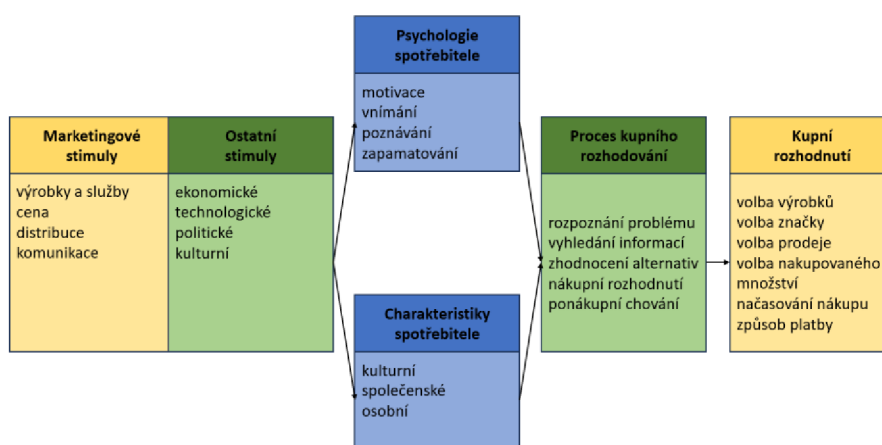 Marketingové
stimuly
výrobky a služby
cena
distribuce
komunikace
Ostatní
stimuly
ekonomické
technologické
politické
kulturní
Psychologie
spotřebitele
motivace
vnímání
poznávání
zapamatování
Charakteristiky
spotřebitele
kulturní
společenské
osobní
Proces kupního
rozhodování
rozpoznání problému
vyhledání informací
zhodnocení alternativ
nákupní rozhodnutí
ponákupní chování
Kupní
rozhodnutí
volba výrobků
volba značky
volba prodeje
volba nakupovaného
množství
načasování nákupu
způsob platby